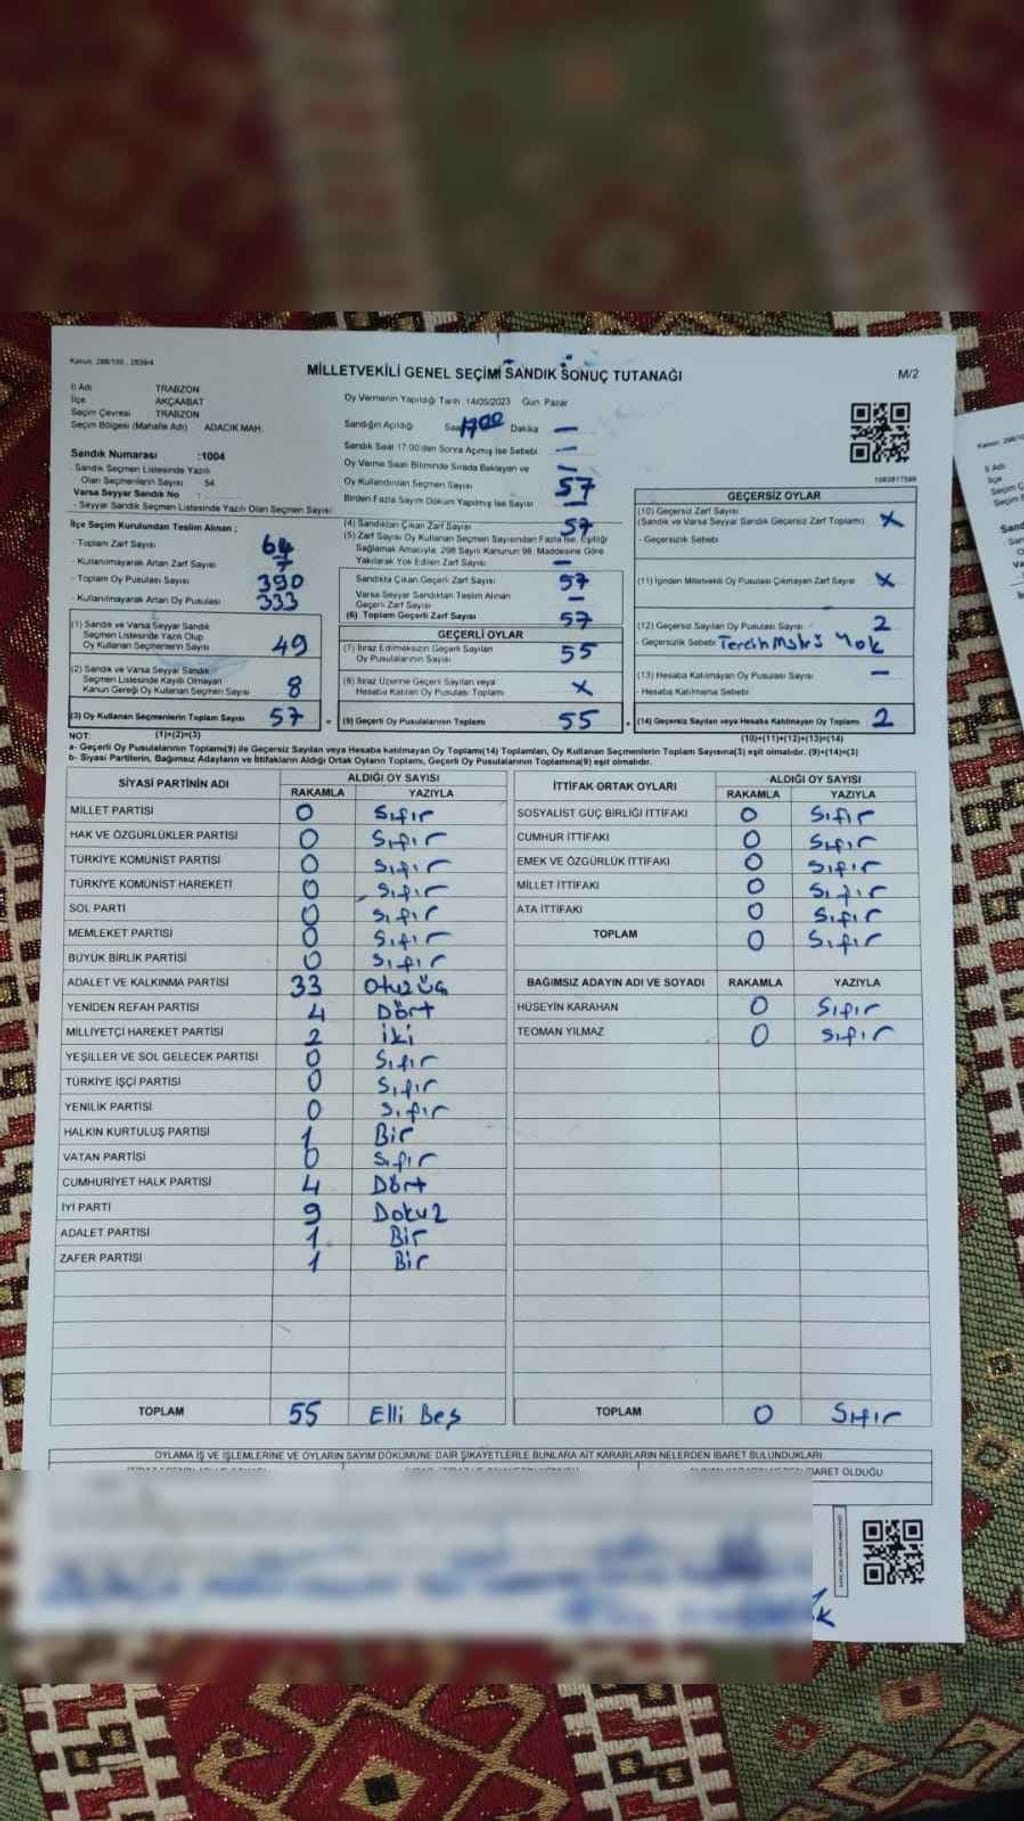 MİLLETVEKİLİ GENEL SEÇİMİ SANDIK SONUÇ TUTANAĞI
M/2
İl Adı TRABZON
İlçe AKÇAABAT
Seçim Çevresi TRABZON
Seçim Bölgesi (Mahalle Adı) ADACIK MAH.
Sandık Numarası :1004
- Sandık Seçmen Listesinde Yazılı
Olan Seçmenlerin Sayısı 54
Varsa Seyyar Sandık No :
- Seyyar Sandık Seçmen Listesinde Yazılı Olan Seçmen Sayısı
Oy Vermenin Yapıldığı Tarih 14/05/2023 Gün Pazar
Sandığın Açıldığı Saat 17 00 Dakika —
Sandık Saat 17.00'den Sonra Açılmış İse Sebebi —
Oy Verme Saati Bitiminde Sırada Bekleyen ve —
Oy Kullandırılan Seçmen Sayısı 57
Birden Fazla Sayım Döküm Yapılmış İse Sayısı
İlçe Seçim Kurulundan Teslim Alınan ;
- Toplam Zarf Sayısı 64
- Kullanılmayarak Artan Zarf Sayısı 7
- Toplam Oy Pusulası Sayısı 390
- Kullanılmayarak Artan Oy Pusulası 333
(1) Sandık ve Varsa Seyyar Sandık
Seçmen Listesinde Yazılı Olup
Oy Kullanan Seçmenlerin Sayısı 49
(2) Sandık ve Varsa Seyyar Sandık
Seçmen Listesinde Kayıtlı Olmayan
Kanun Gereği Oy Kullanan Seçmen Sayısı 8
(3) Oy Kullanan Seçmenlerin Toplam Sayısı 57
(4) Sandıktan Çıkan Zarf Sayısı 57
(5) Zarf Sayısı Oy Kullanan Seçmen Sayısından Fazla İse, Eşitliği
Sağlamak Amacıyla, 298 Sayılı Kanunun 98. Maddesine Göre
Yakılarak Yok Edilen Zarf Sayısı —
Sandıkta Çıkan Geçerli Zarf Sayısı 57
Varsa Seyyar Sandıktan Teslim Alınan
Geçerli Zarf Sayısı —
(6) Toplam Geçerli Zarf Sayısı 57
GEÇERLİ OYLAR
(7) İtiraz Edilmeksizin Geçerli Sayılan
Oy Pusulalarının Sayısı 55
(8) İtiraz Üzerine Geçerli Sayılan veya
Hesaba Katılan Oy Pusulası Toplamı X
(9) Geçerli Oy Pusulalarının Toplamı 55
GEÇERSİZ OYLAR
(10) Geçersiz Zarf Sayısı
(Sandık ve Varsa Seyyar Sandık Geçersiz Zarf Toplamı) X
- Geçersizlik Sebebi
(11) İçinden Milletvekili Oy Pusulası Çıkmayan Zarf Sayısı X
(12) Geçersiz Sayılan Oy Pusulası Sayısı 2
- Geçersizlik Sebebi Tercih Mührü Yok
(13) Hesaba Katılmayan Oy Pusulası Sayısı —
- Hesaba Katılmama Sebebi
(14) Geçersiz Sayılan veya Hesaba Katılmayan Oy Toplamı 2
NOT: (1)+(2)=(3) (10)+(11)+(12)+(13)=(14)
a- Geçerli Oy Pusulalarının Toplamı(9) ile Geçersiz Sayılan veya Hesaba katılmayan Oy Toplamı(14) Toplamları, Oy Kullanan Seçmenlerin Toplam Sayısına(3) eşit olmalıdır. (9)+(14)=(3)
b- Siyasi Partilerin, Bağımsız Adayların ve İttifakların Aldığı Ortak Oyların Toplamı, Geçerli Oy Pusulalarının Toplamına(9) eşit olmalıdır.
SİYASİ PARTİNİN ADI ALDIĞI OY SAYISI
RAKAMLA YAZIYLA
MİLLET PARTİSİ 0 Sıfır
HAK VE ÖZGÜRLÜKLER PARTİSİ 0 Sıfır
TÜRKİYE KOMÜNİST PARTİSİ 0 Sıfır
TÜRKİYE KOMÜNİST HAREKETİ 0 Sıfır
SOL PARTİ 0 Sıfır
MEMLEKET PARTİSİ 0 Sıfır
BÜYÜK BİRLİK PARTİSİ 0 Sıfır
ADALET VE KALKINMA PARTİSİ 33 Otuzüç
YENİDEN REFAH PARTİSİ 4 Dört
MİLLİYETÇİ HAREKET PARTİSİ 2 İki
YEŞİLLER VE SOL GELECEK PARTİSİ 0 Sıfır
TÜRKİYE İŞÇİ PARTİSİ 0 Sıfır
YENİLİK PARTİSİ 0 Sıfır
HALKIN KURTULUŞ PARTİSİ 1 Bir
VATAN PARTİSİ 0 Sıfır
CUMHURİYET HALK PARTİSİ 4 Dört
İYİ PARTİ 9 Dokuz
ADALET PARTİSİ 1 Bir
ZAFER PARTİSİ 1 Bir
TOPLAM 55 Elli Beş
İTTİFAK ORTAK OYLARI ALDIĞI OY SAYISI
RAKAMLA YAZIYLA
SOSYALİST GÜÇ BİRLİĞİ İTTİFAKI 0 Sıfır
CUMHUR İTTİFAKI 0 Sıfır
EMEK VE ÖZGÜRLÜK İTTİFAKI 0 Sıfır
MİLLET İTTİFAKI 0 Sıfır
ATA İTTİFAKI 0 Sıfır
TOPLAM 0 Sıfır
BAĞIMSIZ ADAYIN ADI VE SOYADI RAKAMLA YAZIYLA
HÜSEYİN KARAHAN 0 Sıfır
TEOMAN YILMAZ 0 Sıfır
TOPLAM 0 Sıfır
OYLAMA İŞ VE İŞLEMLERİNE VE OYLARIN SAYIM DÖKÜMÜNE DAİR ŞİKAYETLERLE BUNLARA AİT KARARLARIN NELERDEN İBARET BULUNDUKLARI
İBARET OLDUĞU